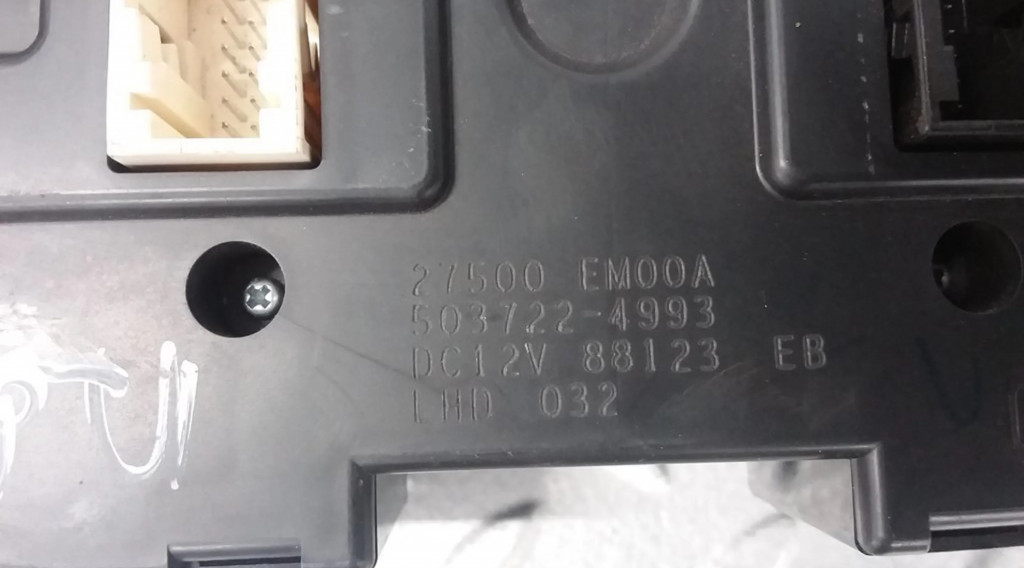 27500 EM00A
503722-4993
DC12V 88123 EB
LHD 032